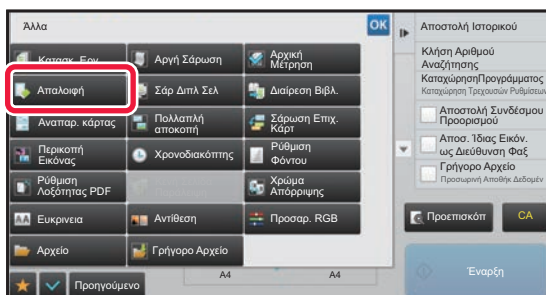 Άλλα
OK
Κατασκ. Εργ.
Αργή Σάρωση
Αρχική
Μέτρηση
Απαλοιφή
Σάρ Διπλ Σελ
Διαίρεση Βιβλ.
Αναπαρ. κάρτας
Πολλαπλή
αποκοπή
Σάρωση Επιχ.
Κάρτ
Περικοπή
Εικόνας
Χρονοδιακόπτης
Ρύθμιση
Φόντου
Ρύθμιση
Λοξότητας PDF
Χρώμα
Απόρριψης
Ευκρινεια
Αντίθεση
Προσαρ. RGB
Αρχείο
Γρήγορο Αρχείο
Προηγούμενο
A4
A4
Αποστολή Ιστορικού
Κλήση Αριθμού
Αναζήτησης
ΚαταχώρησηΠρογράμματος
Καταχώρηση Τρεχουσών Ρυθμίσεων
Αποστολή Συνδέσμου
Προορισμού
Αποσ. Ίδιας Εικόν.
ως Διεύθυνση Φαξ
Γρήγορο Αρχείο
Προσωρινή Αποθήκ Δεδομέν
Προεπισκόπ
CA
Έναρξη